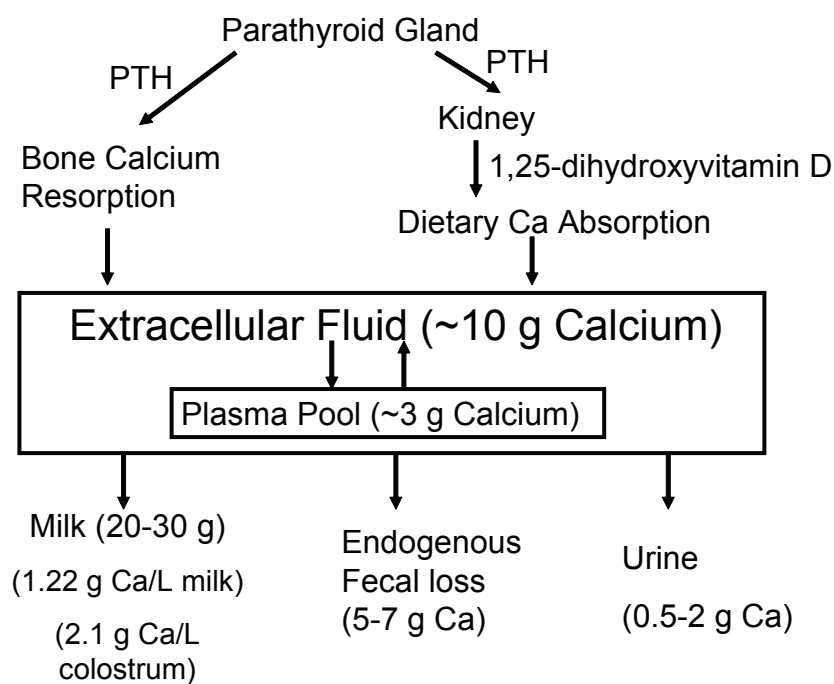 Parathyroid Gland
PTH
PTH
Kidney
Bone Calcium
Resorption
1,25-dihydroxyvitamin D
Dietary Ca Absorption
Extracellular Fluid (~10 g Calcium)
Plasma Pool (~3 g Calcium)
Milk (20-30 g)
(1.22 g Ca/L milk)
(2.1 g Ca/L
colostrum)
Endogenous
Fecal loss
(5-7 g Ca)
Urine
(0.5-2 g Ca)